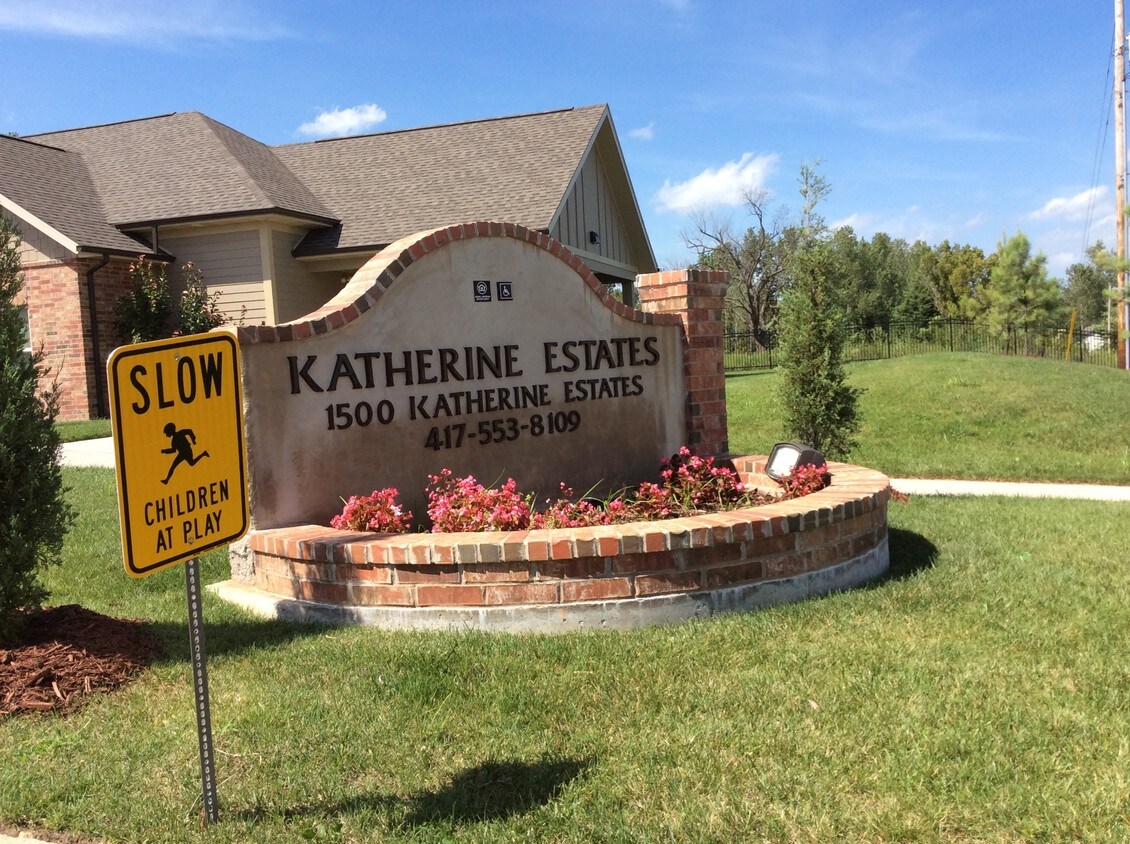 KATHERINE ESTATES
1500 KATHERINE ESTATES
417-553-8109
SLOW
CHILDREN
AT PLAY